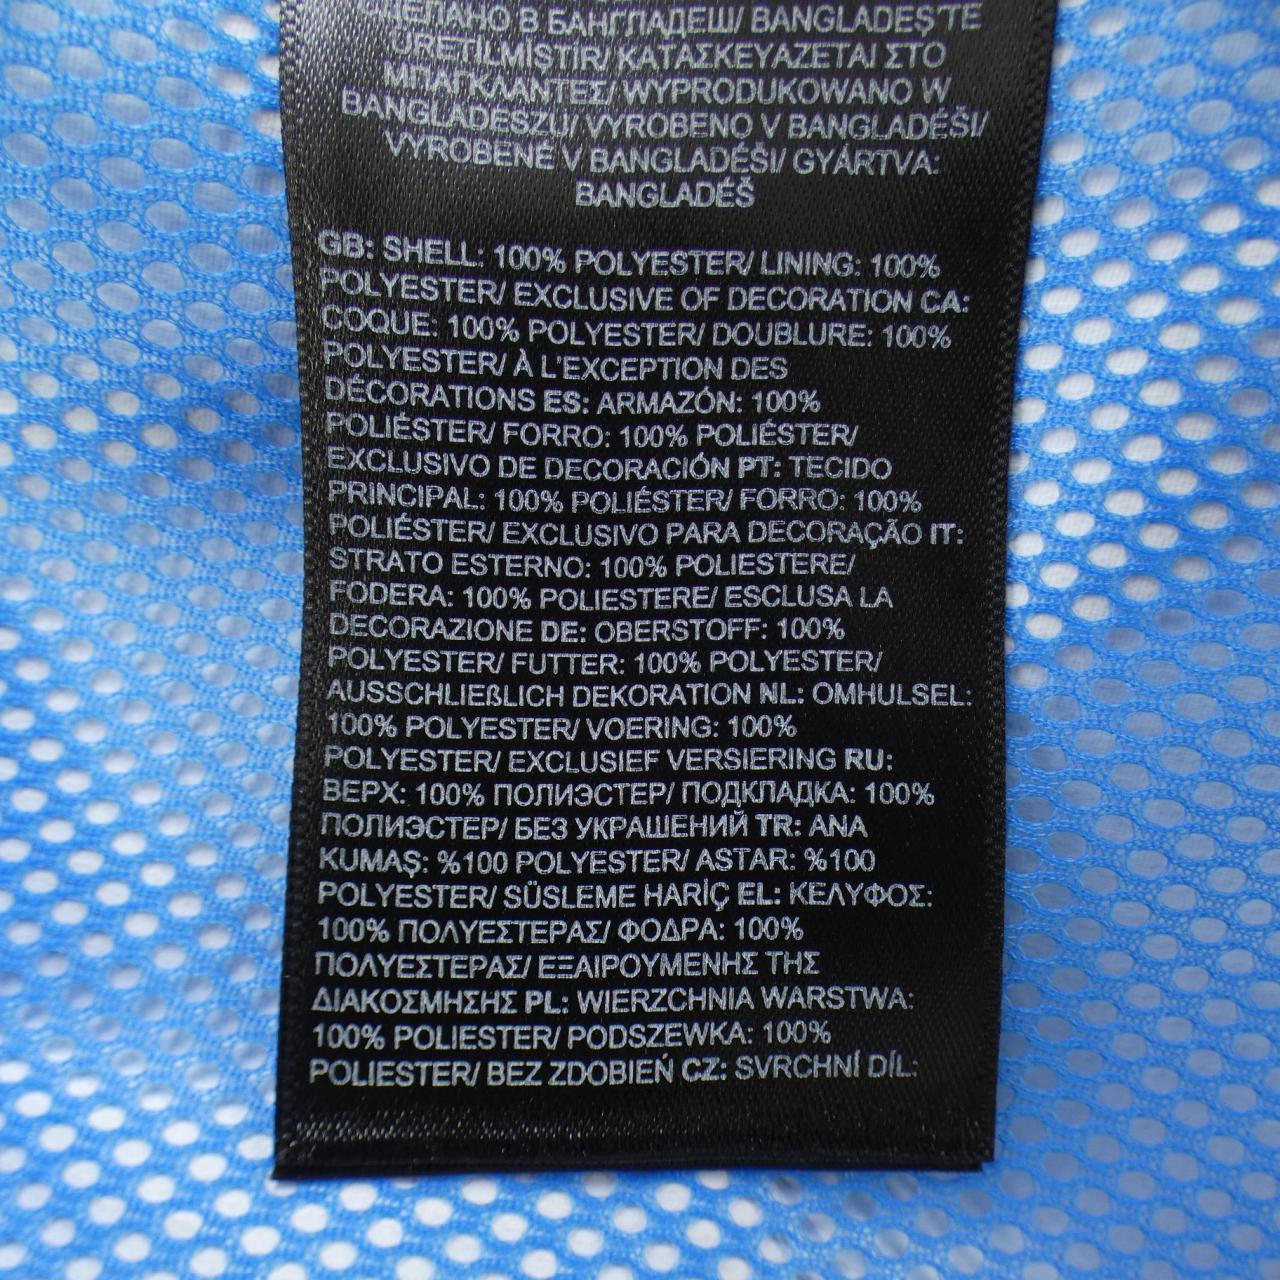 СДЕЛАНО В БАНГЛАДЕШ/ BANGLADEŞ'TE
ÜRETİLMİŞTİR/ ΚΑΤΑΣΚΕΥΑΖΕΤΑΙ ΣΤΟ
ΜΠΑΓΚΛΑΝΤΕΣ/ WYPRODUKOWANO W
BANGLADESZU/ VYROBENO V BANGLADÉŠI/
VYROBENÉ V BANGLADÉŠI/ GYÁRTVA:
BANGLADÉŠ
GB: SHELL: 100% POLYESTER/ LINING: 100%
POLYESTER/ EXCLUSIVE OF DECORATION CA:
COQUE: 100% POLYESTER/ DOUBLURE: 100%
POLYESTER/ À L'EXCEPTION DES
DÉCORATIONS ES: ARMAZÓN: 100%
POLIÉSTER/ FORRO: 100% POLIÉSTER/
EXCLUSIVO DE DECORACIÓN PT: TECIDO
PRINCIPAL: 100% POLIÉSTER/ FORRO: 100%
POLIÉSTER/ EXCLUSIVO PARA DECORAÇÃO IT:
STRATO ESTERNO: 100% POLIESTERE/
FODERA: 100% POLIESTERE/ ESCLUSA LA
DECORAZIONE DE: OBERSTOFF: 100%
POLYESTER/ FUTTER: 100% POLYESTER/
AUSSCHLIEßLICH DEKORATION NL: OMHULSEL:
100% POLYESTER/ VOERING: 100%
POLYESTER/ EXCLUSIEF VERSIERING RU:
ВЕРХ: 100% ПОЛИЭСТЕР/ ПОДКЛАДКА: 100%
ПОЛИЭСТЕР/ БЕЗ УКРАШЕНИЙ TR: ANA
KUMAŞ: %100 POLYESTER/ ASTAR: %100
POLYESTER/ SÜSLEME HARİÇ EL: ΚΕΛΥΦΟΣ:
100% ΠΟΛΥΕΣΤΕΡΑΣ/ ΦΟΔΡΑ: 100%
ΠΟΛΥΕΣΤΕΡΑΣ/ ΕΞΑΙΡΟΥΜΕΝΗΣ ΤΗΣ
ΔΙΑΚΟΣΜΗΣΗΣ PL: WIERZCHNIA WARSTWA:
100% POLIESTER/ PODSZEWKA: 100%
POLIESTER/ BEZ ZDOBIEŃ CZ: SVRCHNÍ DÍL: